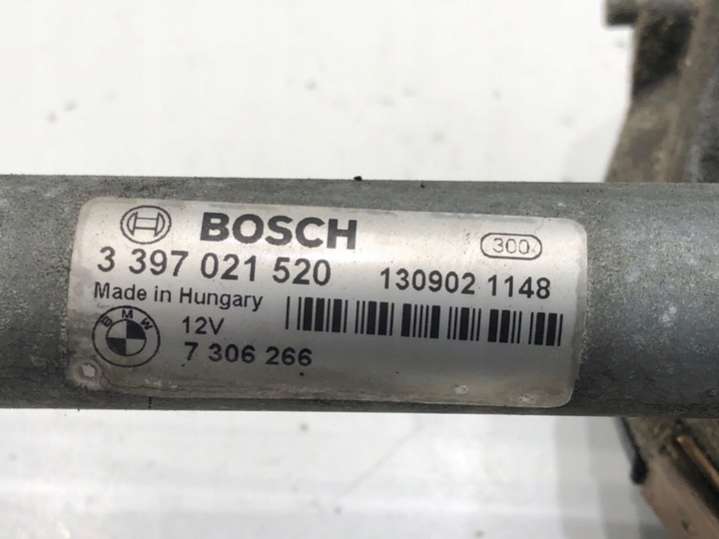 BOSCH
300
3 397 021 520
130902 1148
Made in Hungary
BMW
12V
7 306 266